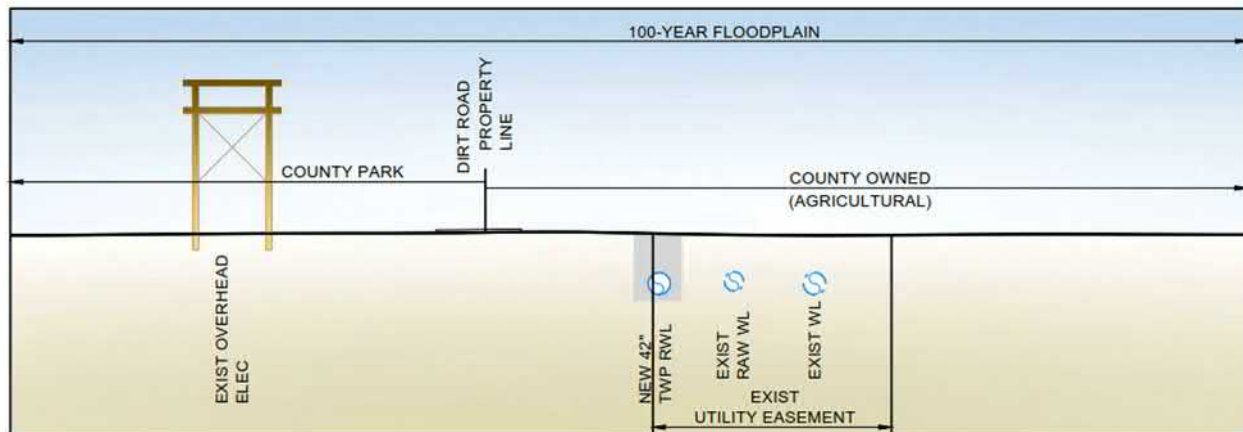 100-YEAR FLOODPLAIN
DIRT ROAD
PROPERTY
LINE
COUNTY PARK
COUNTY OWNED
(AGRICULTURAL)
EXIST OVERHEAD
ELEC
NEW 42"
TWP RWL
EXIST
RAW WL
EXIST WL
EXIST
UTILITY EASEMENT